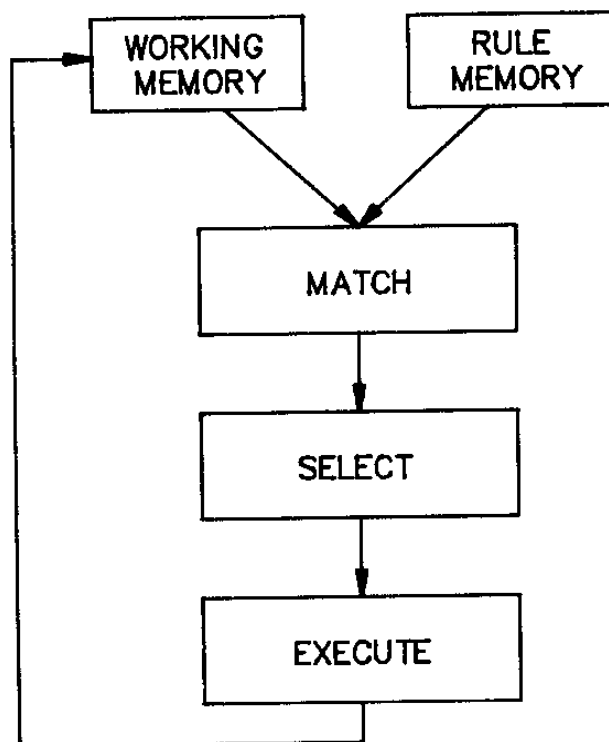 WORKING
MEMORY
RULE
MEMORY
MATCH
SELECT
EXECUTE